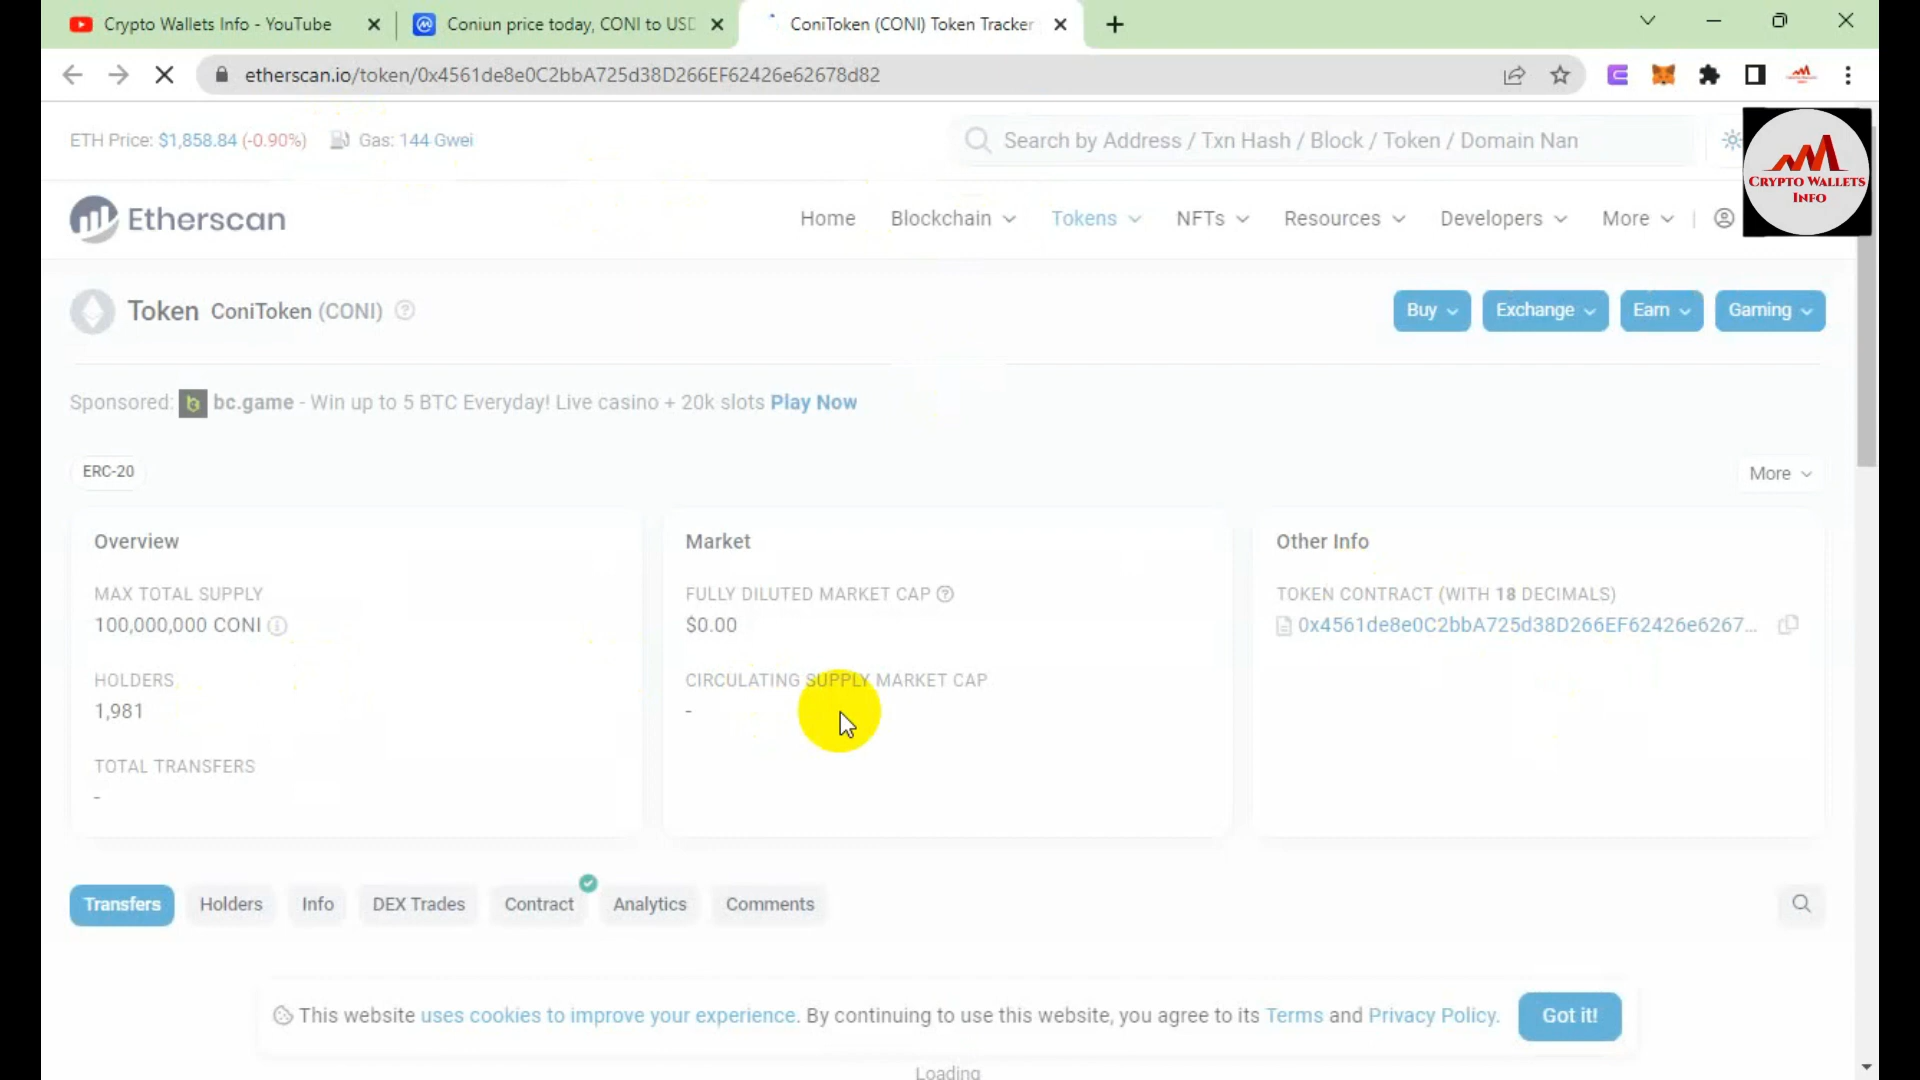 Crypto Wallets Info - YouTube
Coniun price today, CONI to USD
ConiToken (CONI) Token Tracker
etherscan.io/token/0x4561de8e0C2bbA725d38D266EF62426e62678d82
ETH Price: $1,858.84 (-0.90%) Gas: 144 Gwei
Search by Address / Txn Hash / Block / Token / Domain Nan
CRYPTO WALLETS
INFO
Etherscan
Home Blockchain Tokens NFTs Resources Developers More
Token ConiToken (CONI)
Buy Exchange Earn Gaming
Sponsored: bc.game - Win up to 5 BTC Everyday! Live casino + 20k slots Play Now
ERC-20
More
Overview
MAX TOTAL SUPPLY
100,000,000 CONI
HOLDERS
1,981
TOTAL TRANSFERS
-
Market
FULLY DILUTED MARKET CAP
$0.00
CIRCULATING SUPPLY MARKET CAP
-
Other Info
TOKEN CONTRACT (WITH 18 DECIMALS)
0x4561de8e0C2bbA725d38D266EF62426e6267...
Transfers Holders Info DEX Trades Contract Analytics Comments
This website uses cookies to improve your experience. By continuing to use this website, you agree to its Terms and Privacy Policy.
Got it!
Loading